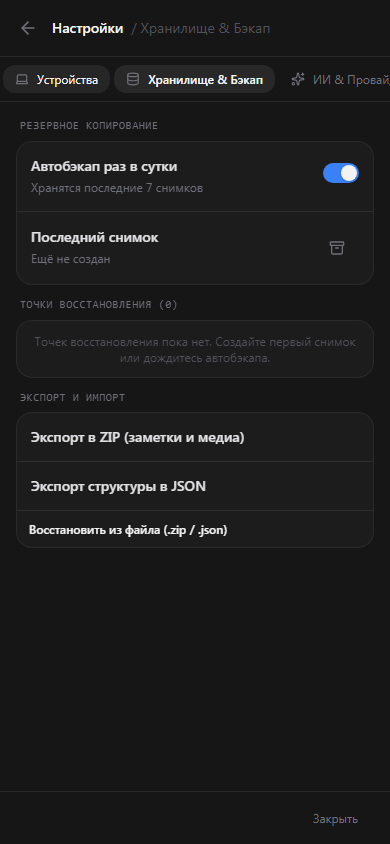 Настройки / Хранилище & Бэкап
Устройства
Хранилище & Бэкап
ИИ & Провай
РЕЗЕРВНОЕ КОПИРОВАНИЕ
Автобэкап раз в сутки
Хранятся последние 7 снимков
Последний снимок
Ещё не создан
ТОЧКИ ВОССТАНОВЛЕНИЯ (0)
Точек восстановления пока нет. Создайте первый снимок
или дождитесь автобэкапа.
ЭКСПОРТ И ИМПОРТ
Экспорт в ZIP (заметки и медиа)
Экспорт структуры в JSON
Восстановить из файла (.zip / .json)
Закрыть